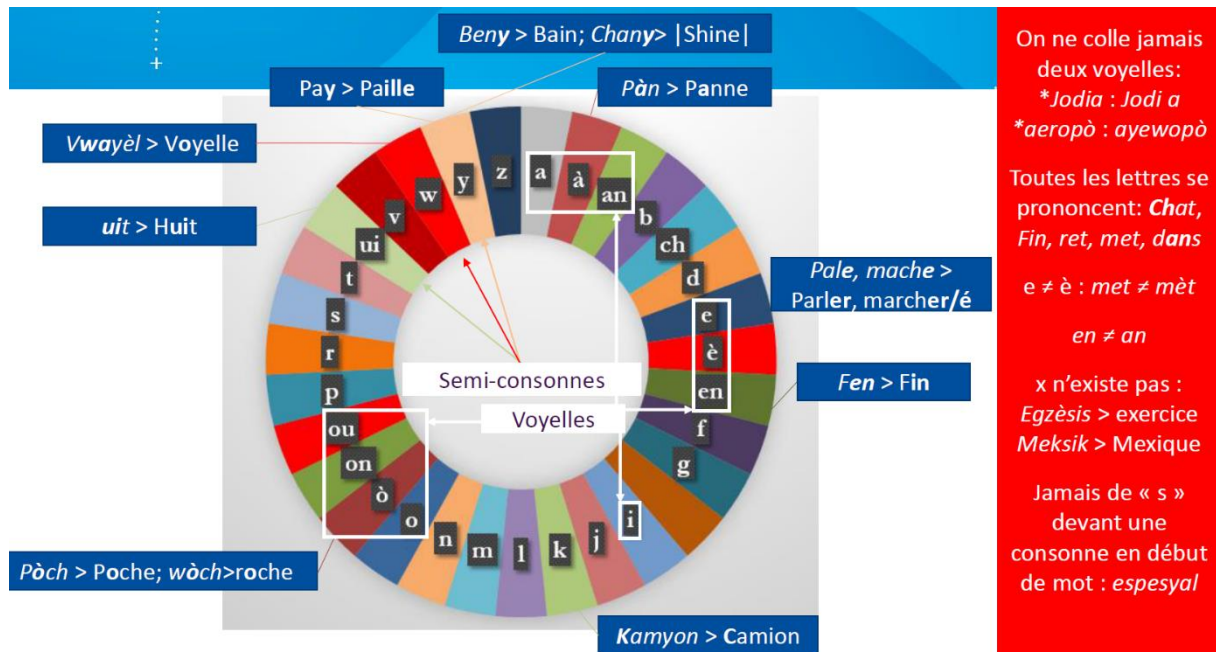 Beny > Bain; Chany> |Shine|
Pay > Paille
Pàn > Panne
Vwayèl > Voyelle
uit > Huit
Pale, mache >
Parler, marcher/é
Fen > Fin
Pòch > Poche; wòch>roche
Kamyon > Camion
a
à
an
b
ch
d
e
è
en
f
g
i
j
k
l
m
n
o
ò
on
ou
p
r
s
t
ui
v
w
y
z
Semi-consonnes
Voyelles
On ne colle jamais
deux voyelles:
*Jodia : Jodi a
*aeropò : ayewopò
Toutes les lettres se
prononcent: Chat,
Fin, ret, met, dans
e ≠ è : met ≠ mèt
en ≠ an
x n’existe pas :
Egzèsis > exercice
Meksik > Mexique
Jamais de « s »
devant une
consonne en début
de mot : espesyal